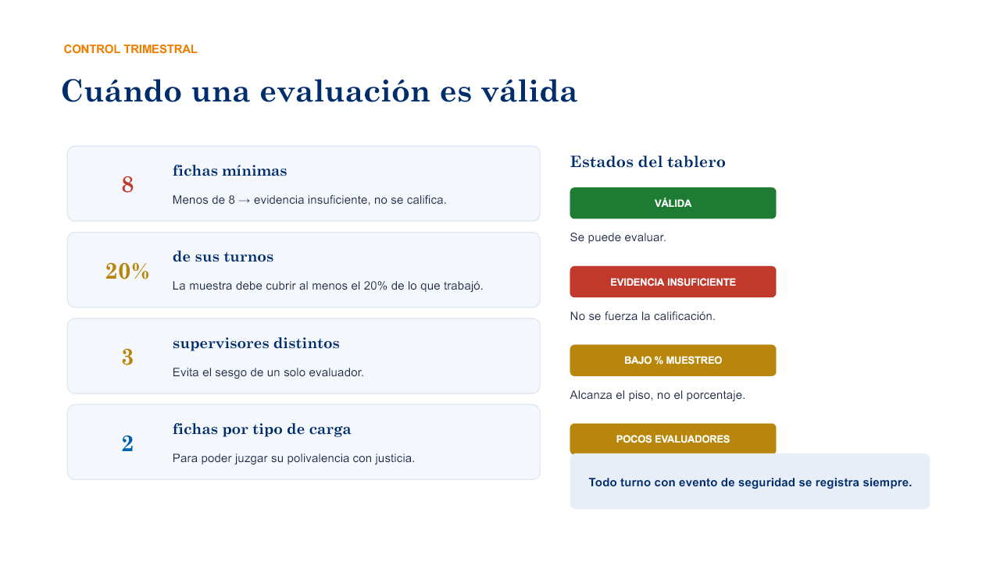 CONTROL TRIMESTRAL
Cuándo una evaluación es válida
8
fichas mínimas
Menos de 8 → evidencia insuficiente, no se califica.
20%
de sus turnos
La muestra debe cubrir al menos el 20% de lo que trabajó.
3
supervisores distintos
Evita el sesgo de un solo evaluador.
2
fichas por tipo de carga
Para poder juzgar su polivalencia con justicia.
Estados del tablero
VÁLIDA
Se puede evaluar.
EVIDENCIA INSUFICIENTE
No se fuerza la calificación.
BAJO % MUESTREO
Alcanza el piso, no el porcentaje.
POCOS EVALUADORES
Todo turno con evento de seguridad se registra siempre.